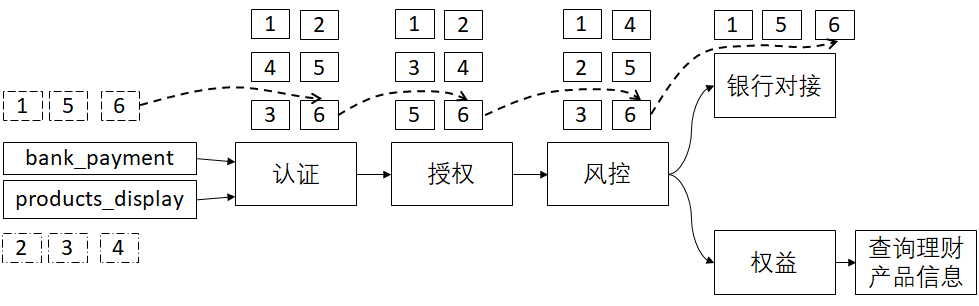 1 2 1 2 1 4 1 5 6
4 5 3 4 2 5 银行对接
1 5 6 3 6 5 6 3 6
bank_payment
认证 授权 风控
products_display
2 3 4
权益 查询理财
产品信息